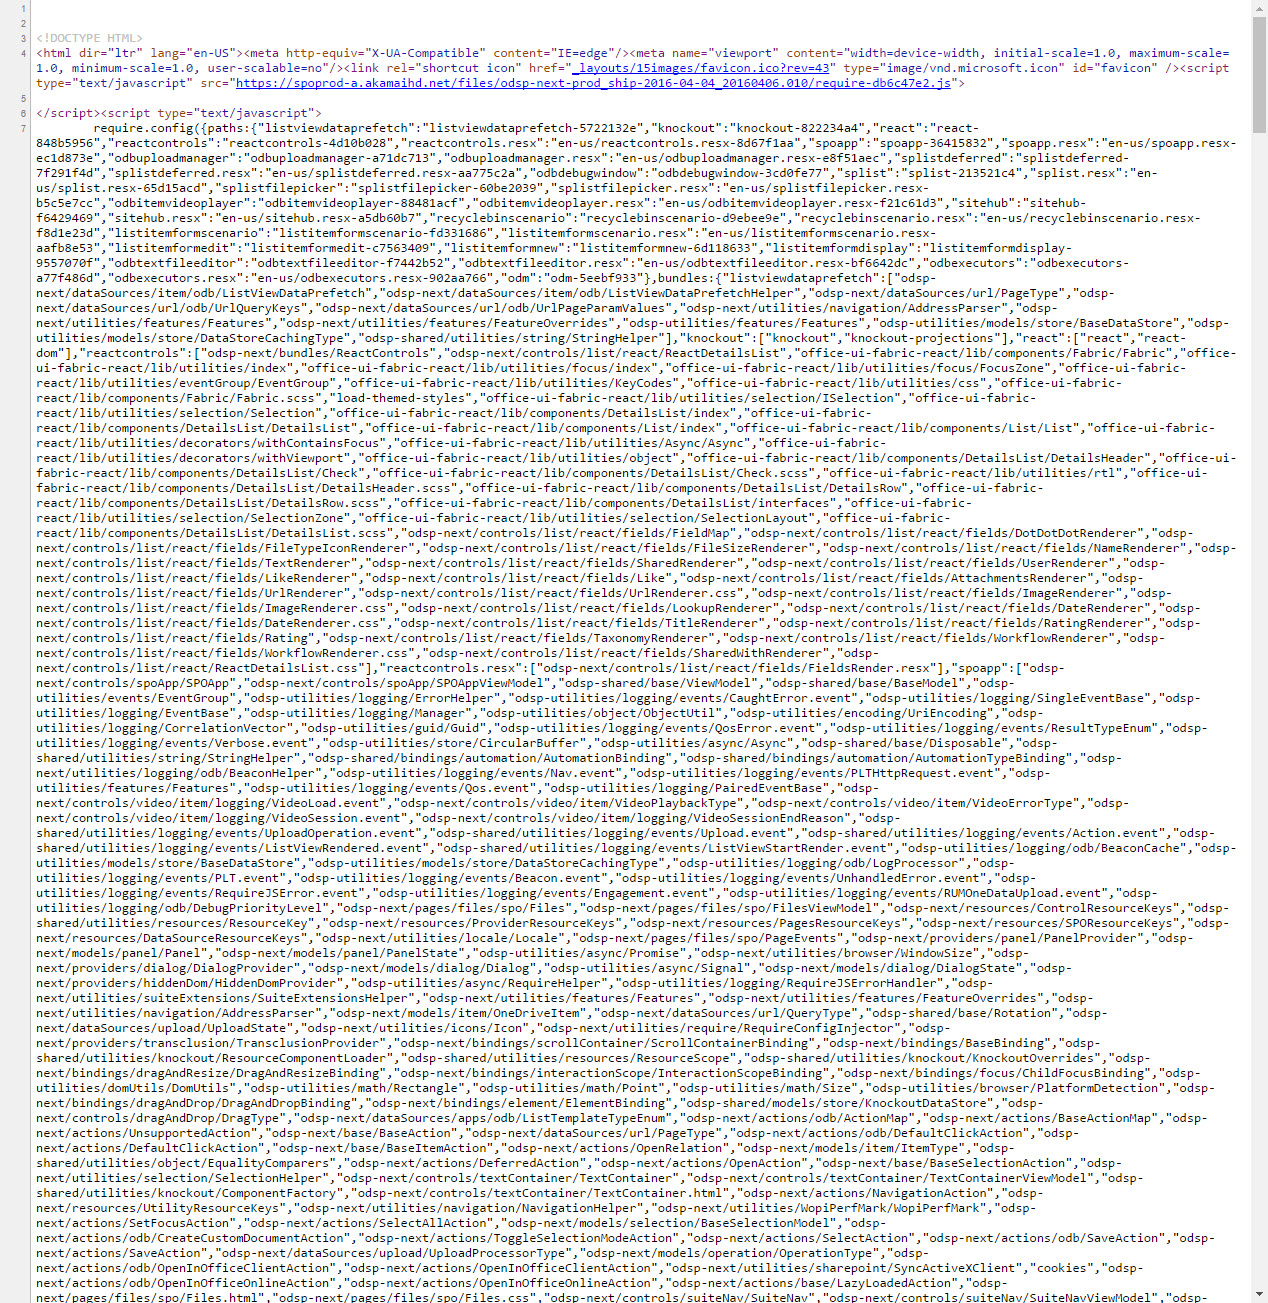 1
2
3 <!DOCTYPE HTML>
4 <html dir="ltr" lang="en-US"><meta http-equiv="X-UA-Compatible" content="IE=edge"/><meta name="viewport" content="width=device-width, initial-scale=1.0, maximum-scale=
1.0, minimum-scale=1.0, user-scalable=no"/><link rel="shortcut icon" href="_layouts/15images/favicon.ico?rev=43" type="image/vnd.microsoft.icon" id="favicon" /><script
type="text/javascript" src="https://spoprod-a.akamaihd.net/files/odsp-next-prod_ship-2016-04-04_20160406.010/require-db6c47e2.js">
5
6 </script><script type="text/javascript">
7 require.config({paths:{"listviewdataprefetch":"listviewdataprefetch-5722132e","knockout":"knockout-822234a4","react":"react-
848b5956","reactcontrols":"reactcontrols-4d10b028","reactcontrols.resx":"en-us/reactcontrols.resx-8d67f1aa","spoapp":"spoapp-36415832","spoapp.resx":"en-us/spoapp.resx-
ec1d873e","odbuploadmanager":"odbuploadmanager-a71dc713","odbuploadmanager.resx":"en-us/odbuploadmanager.resx-e8f51aec","splistdeferred":"splistdeferred-
7f291f4d","splistdeferred.resx":"en-us/splistdeferred.resx-aa775c2a","odbdebugwindow":"odbdebugwindow-3cd0fe77","splist":"splist-213521c4","splist.resx":"en-
us/splist.resx-65d15acd","splistfilepicker":"splistfilepicker-60be2039","splistfilepicker.resx":"en-us/splistfilepicker.resx-
b5c5e7cc","odbitemvideoplayer":"odbitemvideoplayer-88481acf","odbitemvideoplayer.resx":"en-us/odbitemvideoplayer.resx-f21c61d3","sitehub":"sitehub-
f6429469","sitehub.resx":"en-us/sitehub.resx-a5db60b7","recyclebinscenario":"recyclebinscenario-d9ebee9e","recyclebinscenario.resx":"en-us/recyclebinscenario.resx-
f8d1e23d","listitemformscenario":"listitemformscenario-fd331686","listitemformscenario.resx":"en-us/listitemformscenario.resx-
aafb8e53","listitemformedit":"listitemformedit-c7563409","listitemformnew":"listitemformnew-6d118633","listitemformdisplay":"listitemformdisplay-
9557070f","odbtextfileeditor":"odbtextfileeditor-f7442b52","odbtextfileeditor.resx":"en-us/odbtextfileeditor.resx-bf6642dc","odbexecutors":"odbexecutors-
a77f486d","odbexecutors.resx":"en-us/odbexecutors.resx-902aa766","odm":"odm-5eebf933"},bundles:{"listviewdataprefetch":["odsp-
next/dataSources/item/odb/ListViewDataPrefetch","odsp-next/dataSources/item/odb/ListViewDataPrefetchHelper","odsp-next/dataSources/url/PageType","odsp-
next/dataSources/url/odb/UrlQueryKeys","odsp-next/dataSources/url/odb/UrlPageParamValues","odsp-next/utilities/navigation/AddressParser","odsp-
next/utilities/features/Features","odsp-next/utilities/features/FeatureOverrides","odsp-utilities/features/Features","odsp-utilities/models/store/BaseDataStore","odsp-
utilities/models/store/DataStoreCachingType","odsp-shared/utilities/string/StringHelper"],"knockout":["knockout","knockout-projections"],"react":["react","react-
dom"],"reactcontrols":["odsp-next/bundles/ReactControls","odsp-next/controls/list/react/ReactDetailsList","office-ui-fabric-react/lib/components/Fabric/Fabric","office-
ui-fabric-react/lib/utilities/index","office-ui-fabric-react/lib/utilities/focus/index","office-ui-fabric-react/lib/utilities/focus/FocusZone","office-ui-fabric-
react/lib/utilities/eventGroup/EventGroup","office-ui-fabric-react/lib/utilities/KeyCodes","office-ui-fabric-react/lib/utilities/css","office-ui-fabric-
react/lib/components/Fabric/Fabric.scss","load-themed-styles","office-ui-fabric-react/lib/utilities/selection/ISelection","office-ui-fabric-
react/lib/utilities/selection/Selection","office-ui-fabric-react/lib/components/DetailsList/index","office-ui-fabric-
react/lib/components/DetailsList/DetailsList","office-ui-fabric-react/lib/components/List/index","office-ui-fabric-react/lib/components/List/List","office-ui-fabric-
react/lib/utilities/decorators/withContainsFocus","office-ui-fabric-react/lib/utilities/Async/Async","office-ui-fabric-
react/lib/utilities/decorators/withViewport","office-ui-fabric-react/lib/utilities/object","office-ui-fabric-react/lib/components/DetailsList/DetailsHeader","office-ui-
fabric-react/lib/components/DetailsList/Check","office-ui-fabric-react/lib/components/DetailsList/Check.scss","office-ui-fabric-react/lib/utilities/rtl","office-ui-
fabric-react/lib/components/DetailsList/DetailsHeader.scss","office-ui-fabric-react/lib/components/DetailsList/DetailsRow","office-ui-fabric-
react/lib/components/DetailsList/DetailsRow.scss","office-ui-fabric-react/lib/components/DetailsList/interfaces","office-ui-fabric-
react/lib/utilities/selection/SelectionZone","office-ui-fabric-react/lib/utilities/selection/SelectionLayout","office-ui-fabric-
react/lib/components/DetailsList/DetailsList.scss","odsp-next/controls/list/react/fields/FieldMap","odsp-next/controls/list/react/fields/DotDotDotRenderer","odsp-
next/controls/list/react/fields/FileTypeIconRenderer","odsp-next/controls/list/react/fields/FileSizeRenderer","odsp-next/controls/list/react/fields/NameRenderer","odsp-
next/controls/list/react/fields/TextRenderer","odsp-next/controls/list/react/fields/SharedRenderer","odsp-next/controls/list/react/fields/UserRenderer","odsp-
next/controls/list/react/fields/LikeRenderer","odsp-next/controls/list/react/fields/Like","odsp-next/controls/list/react/fields/AttachmentsRenderer","odsp-
next/controls/list/react/fields/UrlRenderer","odsp-next/controls/list/react/fields/UrlRenderer.css","odsp-next/controls/list/react/fields/ImageRenderer","odsp-
next/controls/list/react/fields/ImageRenderer.css","odsp-next/controls/list/react/fields/LookupRenderer","odsp-next/controls/list/react/fields/DateRenderer","odsp-
next/controls/list/react/fields/DateRenderer.css","odsp-next/controls/list/react/fields/TitleRenderer","odsp-next/controls/list/react/fields/RatingRenderer","odsp-
next/controls/list/react/fields/Rating","odsp-next/controls/list/react/fields/TaxonomyRenderer","odsp-next/controls/list/react/fields/WorkflowRenderer","odsp-
next/controls/list/react/fields/WorkflowRenderer.css","odsp-next/controls/list/react/fields/SharedWithRenderer","odsp-
next/controls/list/react/ReactDetailsList.css"],"reactcontrols.resx":["odsp-next/controls/list/react/fields/FieldsRender.resx"],"spoapp":["odsp-
next/controls/spoApp/SPOApp","odsp-next/controls/spoApp/SPOAppViewModel","odsp-shared/base/ViewModel","odsp-shared/base/BaseModel","odsp-
utilities/events/EventGroup","odsp-utilities/logging/ErrorHelper","odsp-utilities/logging/events/CaughtError.event","odsp-utilities/logging/SingleEventBase","odsp-
utilities/logging/EventBase","odsp-utilities/logging/Manager","odsp-utilities/object/ObjectUtil","odsp-utilities/encoding/UriEncoding","odsp-
utilities/logging/CorrelationVector","odsp-utilities/guid/Guid","odsp-utilities/logging/events/QosError.event","odsp-utilities/logging/events/ResultTypeEnum","odsp-
utilities/logging/events/Verbose.event","odsp-utilities/store/CircularBuffer","odsp-utilities/async/Async","odsp-shared/base/Disposable","odsp-
shared/utilities/string/StringHelper","odsp-shared/bindings/automation/AutomationBinding","odsp-shared/bindings/automation/AutomationTypeBinding","odsp-
next/utilities/logging/odb/BeaconHelper","odsp-utilities/logging/events/Nav.event","odsp-utilities/logging/events/PLTHttpRequest.event","odsp-
utilities/features/Features","odsp-utilities/logging/events/Qos.event","odsp-utilities/logging/PairedEventBase","odsp-
next/controls/video/item/logging/VideoLoad.event","odsp-next/controls/video/item/VideoPlaybackType","odsp-next/controls/video/item/VideoErrorType","odsp-
next/controls/video/item/logging/VideoSession.event","odsp-next/controls/video/item/logging/VideoSessionEndReason","odsp-
shared/utilities/logging/events/UploadOperation.event","odsp-shared/utilities/logging/events/Upload.event","odsp-shared/utilities/logging/events/Action.event","odsp-
shared/utilities/logging/events/ListViewRendered.event","odsp-shared/utilities/logging/events/ListViewStartRender.event","odsp-utilities/logging/odb/BeaconCache","odsp-
utilities/models/store/BaseDataStore","odsp-utilities/models/store/DataStoreCachingType","odsp-utilities/logging/odb/LogProcessor","odsp-
utilities/logging/events/PLT.event","odsp-utilities/logging/events/Beacon.event","odsp-utilities/logging/events/UnhandledError.event","odsp-
utilities/logging/events/RequireJSError.event","odsp-utilities/logging/events/Engagement.event","odsp-utilities/logging/events/RUMOneDataUpload.event","odsp-
utilities/logging/odb/DebugPriorityLevel","odsp-next/pages/files/spo/Files","odsp-next/pages/files/spo/FilesViewModel","odsp-next/resources/ControlResourceKeys","odsp-
shared/utilities/resources/ResourceKey","odsp-next/resources/ProviderResourceKeys","odsp-next/resources/PagesResourceKeys","odsp-next/resources/SPOResourceKeys","odsp-
next/resources/DataSourceResourceKeys","odsp-next/utilities/locale/Locale","odsp-next/pages/files/spo/PageEvents","odsp-next/providers/panel/PanelProvider","odsp-
next/models/panel/Panel","odsp-next/models/panel/PanelState","odsp-utilities/async/Promise","odsp-next/utilities/browser/WindowSize","odsp-
next/providers/dialog/DialogProvider","odsp-next/models/dialog/Dialog","odsp-utilities/async/Signal","odsp-next/models/dialog/DialogState","odsp-
next/providers/hiddenDom/HiddenDomProvider","odsp-utilities/async/RequireHelper","odsp-utilities/logging/RequireJSErrorHandler","odsp-
next/utilities/suiteExtensions/SuiteExtensionsHelper","odsp-next/utilities/features/Features","odsp-next/utilities/features/FeatureOverrides","odsp-
next/utilities/navigation/AddressParser","odsp-next/models/item/OneDriveItem","odsp-next/dataSources/url/QueryType","odsp-shared/base/Rotation","odsp-
next/dataSources/upload/UploadState","odsp-next/utilities/icons/Icon","odsp-next/utilities/require/RequireConfigInjector","odsp-
next/providers/transclusion/TransclusionProvider","odsp-next/bindings/scrollContainer/ScrollContainerBinding","odsp-next/bindings/BaseBinding","odsp-
shared/utilities/knockout/ResourceComponentLoader","odsp-shared/utilities/resources/ResourceScope","odsp-shared/utilities/knockout/KnockoutOverrides","odsp-
next/bindings/dragAndResize/DragAndResizeBinding","odsp-next/bindings/interactionScope/InteractionScopeBinding","odsp-next/bindings/focus/ChildFocusBinding","odsp-
utilities/domUtils/DomUtils","odsp-utilities/math/Rectangle","odsp-utilities/math/Point","odsp-utilities/math/Size","odsp-utilities/browser/PlatformDetection","odsp-
next/bindings/dragAndDrop/DragAndDropBinding","odsp-next/bindings/element/ElementBinding","odsp-shared/models/store/KnockoutDataStore","odsp-
next/controls/dragAndDrop/DragType","odsp-next/dataSources/apps/odb/ListTemplateTypeEnum","odsp-next/actions/odb/ActionMap","odsp-next/actions/BaseActionMap","odsp-
next/actions/UnsupportedAction","odsp-next/base/BaseAction","odsp-next/dataSources/url/PageType","odsp-next/actions/odb/DefaultClickAction","odsp-
next/actions/DefaultClickAction","odsp-next/base/BaseItemAction","odsp-next/actions/OpenRelation","odsp-next/models/item/ItemType","odsp-
shared/utilities/object/EqualityComparers","odsp-next/actions/DeferredAction","odsp-next/actions/OpenAction","odsp-next/base/BaseSelectionAction","odsp-
next/utilities/selection/SelectionHelper","odsp-next/controls/textContainer/TextContainer","odsp-next/controls/textContainer/TextContainerViewModel","odsp-
shared/utilities/knockout/ComponentFactory","odsp-next/controls/textContainer/TextContainer.html","odsp-next/actions/NavigationAction","odsp-
next/resources/UtilityResourceKeys","odsp-next/utilities/navigation/NavigationHelper","odsp-next/utilities/WopiPerfMark/WopiPerfMark","odsp-
next/actions/SetFocusAction","odsp-next/actions/SelectAllAction","odsp-next/models/selection/BaseSelectionModel","odsp-
next/actions/odb/CreateCustomDocumentAction","odsp-next/actions/ToggleSelectionModeAction","odsp-next/actions/SelectAction","odsp-next/actions/odb/SaveAction","odsp-
next/actions/SaveAction","odsp-next/dataSources/upload/UploadProcessorType","odsp-next/models/operation/OperationType","odsp-
next/actions/odb/OpenInOfficeClientAction","odsp-next/actions/OpenInOfficeClientAction","odsp-next/utilities/sharepoint/SyncActiveXClient","cookies","odsp-
next/actions/odb/OpenInOfficeOnlineAction","odsp-next/actions/OpenInOfficeOnlineAction","odsp-next/actions/base/LazyLoadedAction","odsp-
next/pages/files/spo/Files.html","odsp-next/pages/files/spo/Files.css","odsp-next/controls/suiteNav/SuiteNav","odsp-next/controls/suiteNav/SuiteNavViewModel","odsp-